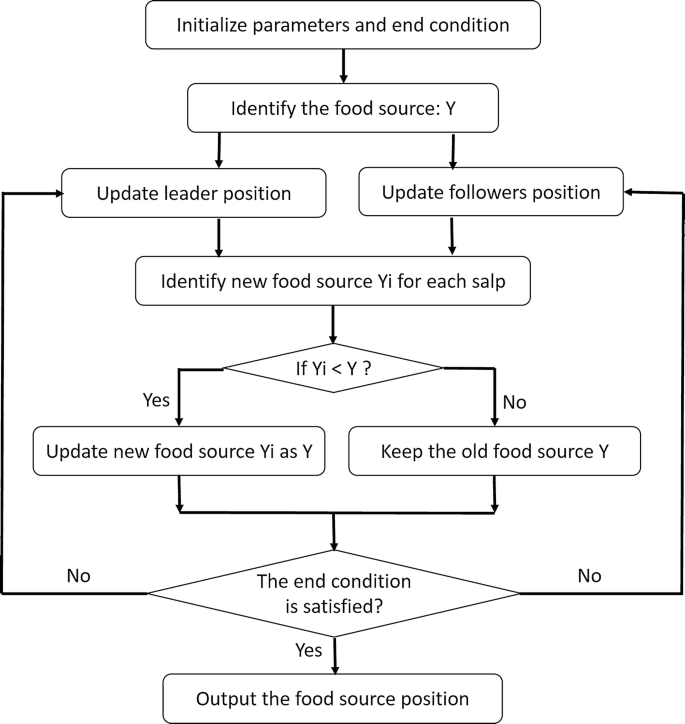 Initialize parameters and end condition
Identify the food source: Y
Update leader position
Update followers position
Identify new food source Yi for each salp
If Yi < Y ?
Yes
No
Update new food source Yi as Y
Keep the old food source Y
No
The end condition
is satisfied?
No
Yes
Output the food source position